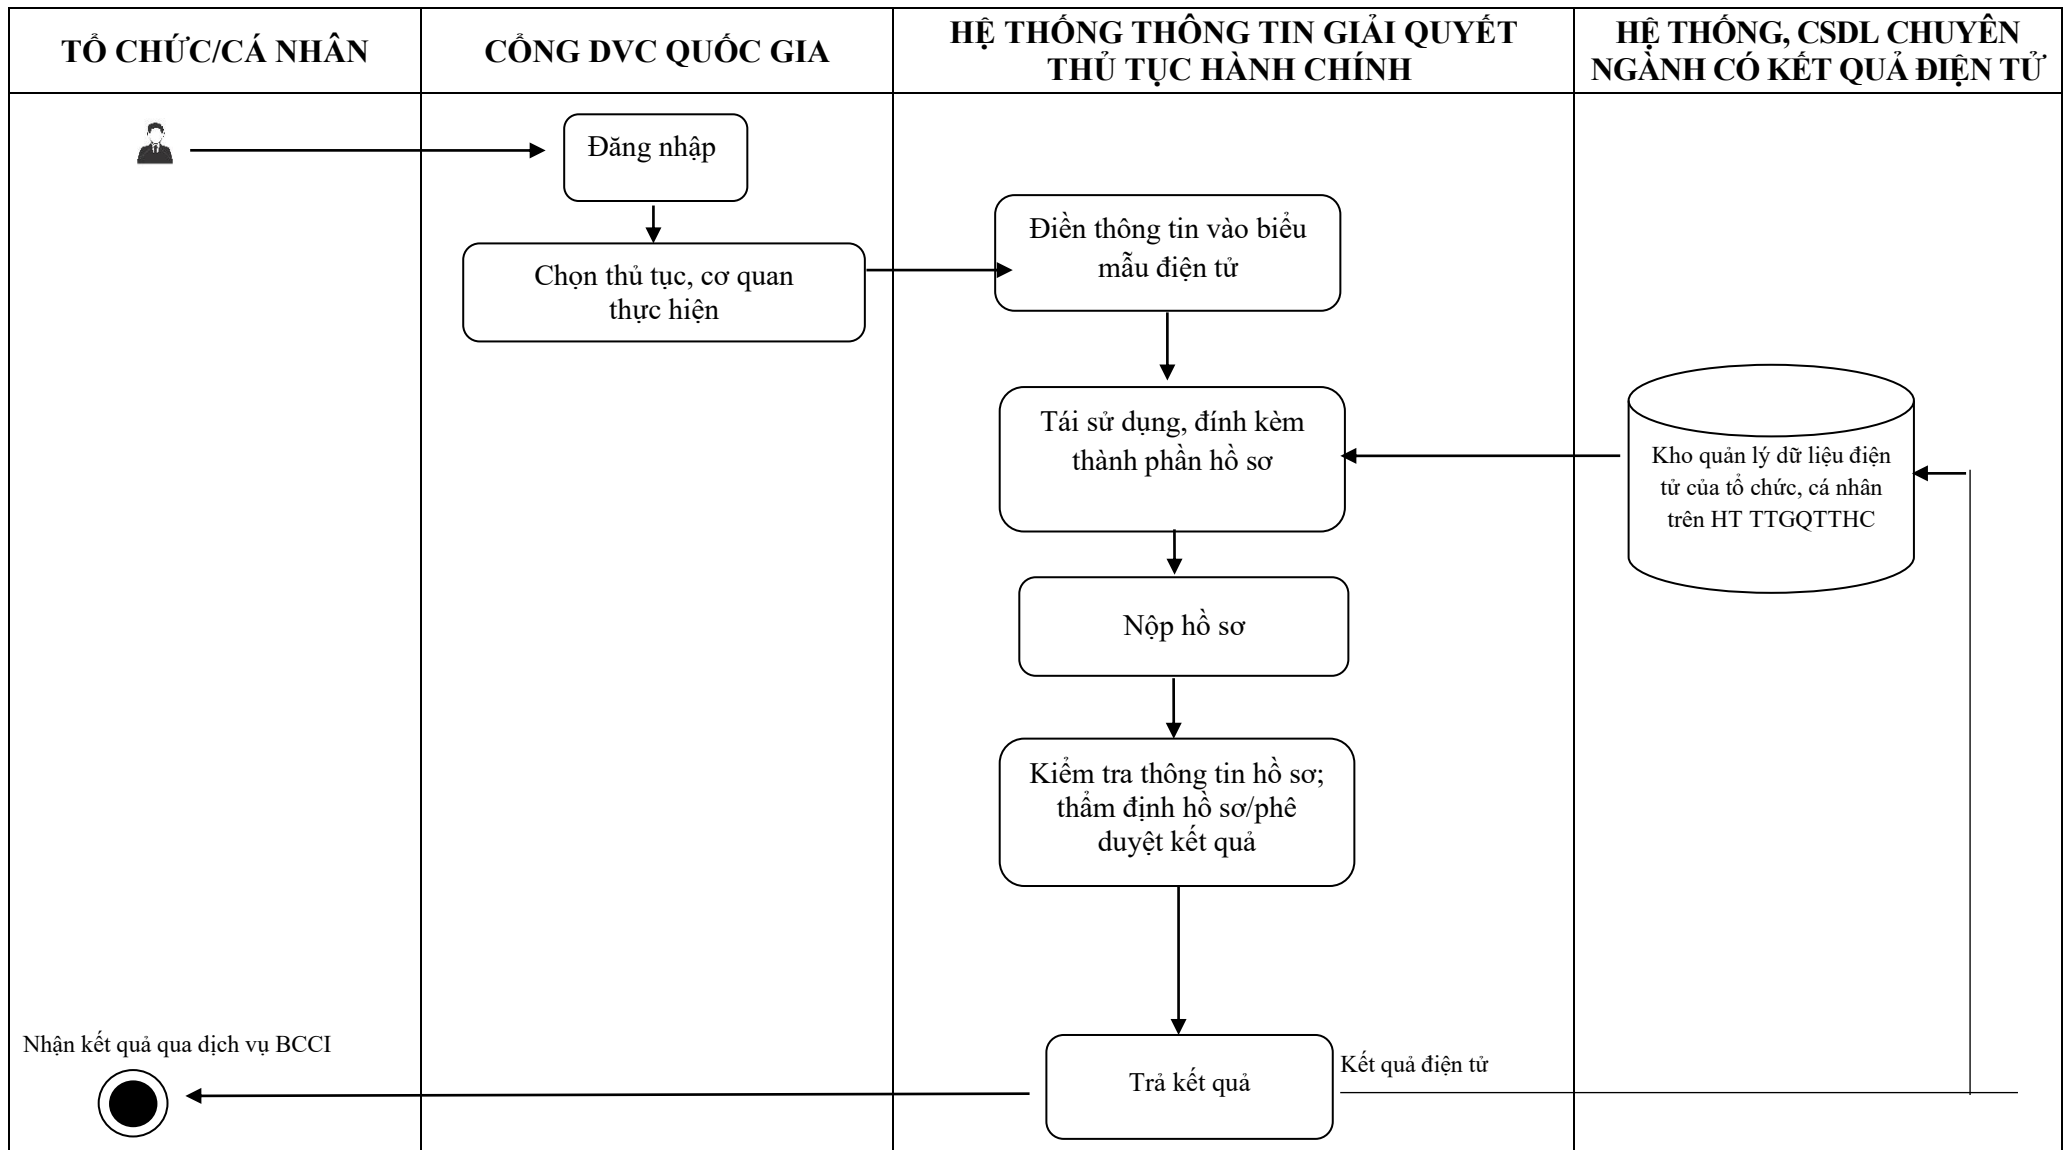 TỔ CHỨC/CÁ NHÂN
CỔNG DVC QUỐC GIA
HỆ THỐNG THÔNG TIN GIẢI QUYẾT
THỦ TỤC HÀNH CHÍNH
HỆ THỐNG, CSDL CHUYÊN
NGÀNH CÓ KẾT QUẢ ĐIỆN TỬ
Đăng nhập
Chọn thủ tục, cơ quan
thực hiện
Điền thông tin vào biểu
mẫu điện tử
Tái sử dụng, đính kèm
thành phần hồ sơ
Kho quản lý dữ liệu điện
tử của tổ chức, cá nhân
trên HT TTGQTTHC
Nộp hồ sơ
Kiểm tra thông tin hồ sơ;
thẩm định hồ sơ/phê
duyệt kết quả
Nhận kết quả qua dịch vụ BCCI
Trả kết quả
Kết quả điện tử